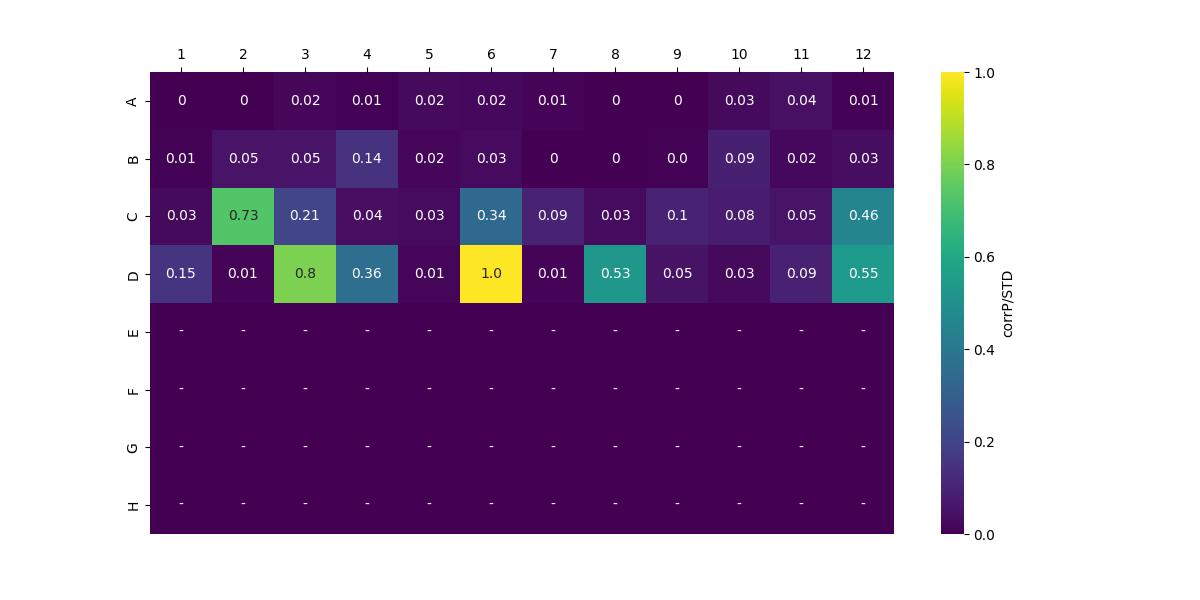 1 2 3 4 5 6 7 8 9 10 11 12
A 0 0 0.02 0.01 0.02 0.02 0.01 0 0 0.03 0.04 0.01
B 0.01 0.05 0.05 0.14 0.02 0.03 0 0 0.0 0.09 0.02 0.03
C 0.03 0.73 0.21 0.04 0.03 0.34 0.09 0.03 0.1 0.08 0.05 0.46
D 0.15 0.01 0.8 0.36 0.01 1.0 0.01 0.53 0.05 0.03 0.09 0.55
E - - - - - - - - - - - -
F - - - - - - - - - - - -
G - - - - - - - - - - - -
H - - - - - - - - - - - -
1.0
0.8
0.6
0.4
0.2
0.0
corrP/STD